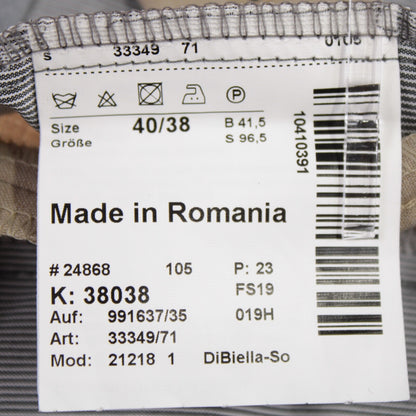 s 33349 71 0105
P
Size 40/38 B 41,5
Größe S 96,5
10410391
Made in Romania
# 24868 105 P: 23
K: 38038 FS19
Auf: 991637/35 019H
Art: 33349/71
Mod: 21218 1 DiBiella-So